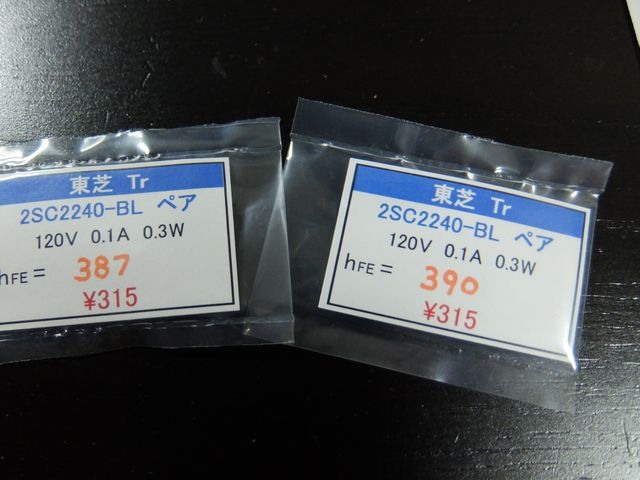 東芝 Tr
2SC2240-BL ペア
120V 0.1A 0.3W
hFE = 387
¥315
東芝 Tr
2SC2240-BL ペア
120V 0.1A 0.3W
hFE = 390
¥315